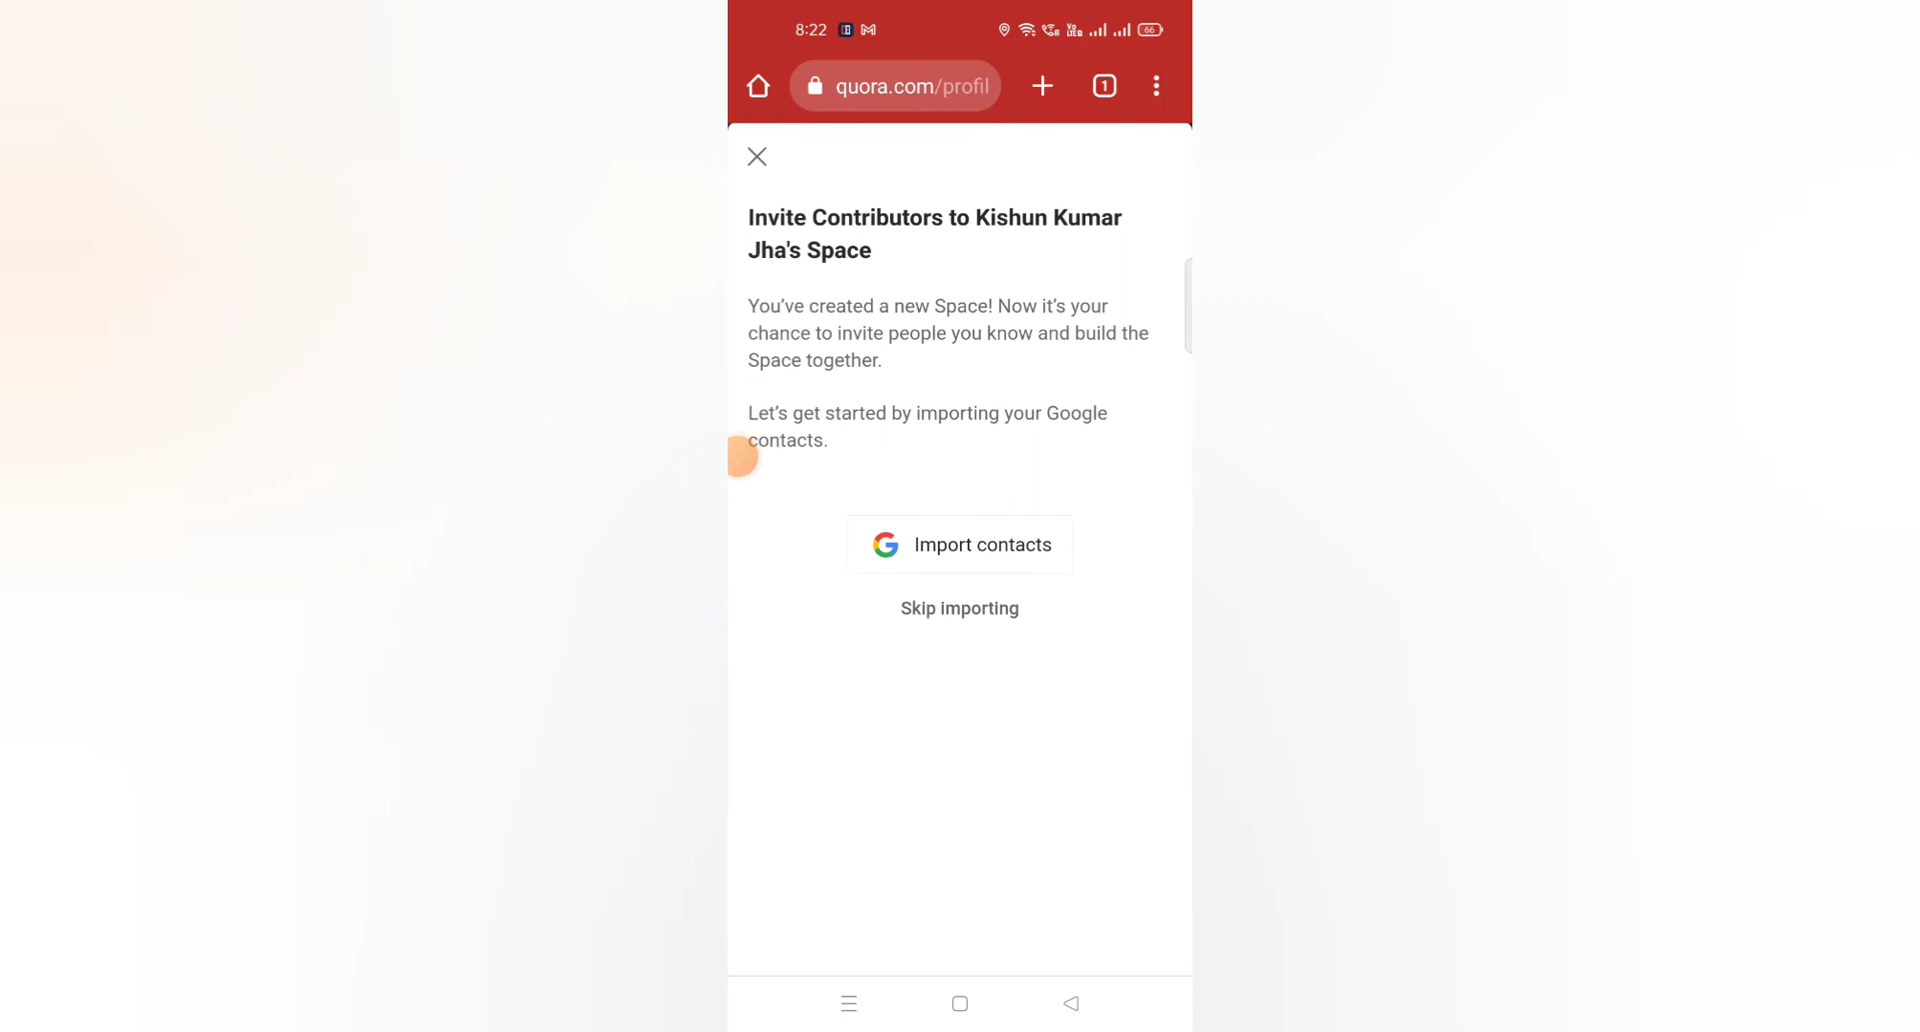 8:22 66
quora.com/profil 1
Invite Contributors to Kishun Kumar
Jha's Space
You've created a new Space! Now it's your
chance to invite people you know and build the
Space together.
Let's get started by importing your Google
contacts.
Import contacts
Skip importing